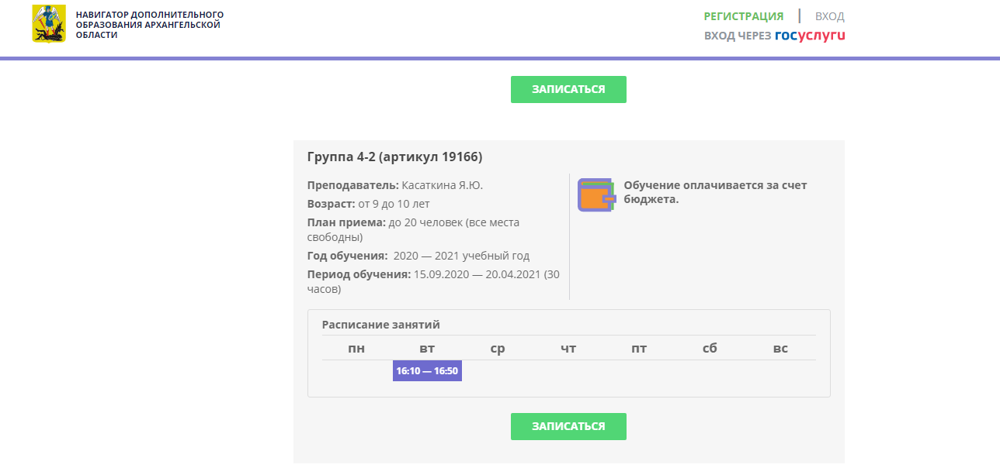 НАВИГАТОР ДОПОЛНИТЕЛЬНОГО
ОБРАЗОВАНИЯ АРХАНГЕЛЬСКОЙ
ОБЛАСТИ
РЕГИСТРАЦИЯ | ВХОД
ВХОД ЧЕРЕЗ госуслуги
ЗАПИСАТЬСЯ
Группа 4-2 (артикул 19166)
Преподаватель: Касаткина Я.Ю.
Возраст: от 9 до 10 лет
План приема: до 20 человек (все места
свободны)
Год обучения: 2020 — 2021 учебный год
Период обучения: 15.09.2020 — 20.04.2021 (30
часов)
Обучение оплачивается за счет
бюджета.
Расписание занятий
пн вт ср чт пт сб вс
16:10 — 16:50
ЗАПИСАТЬСЯ